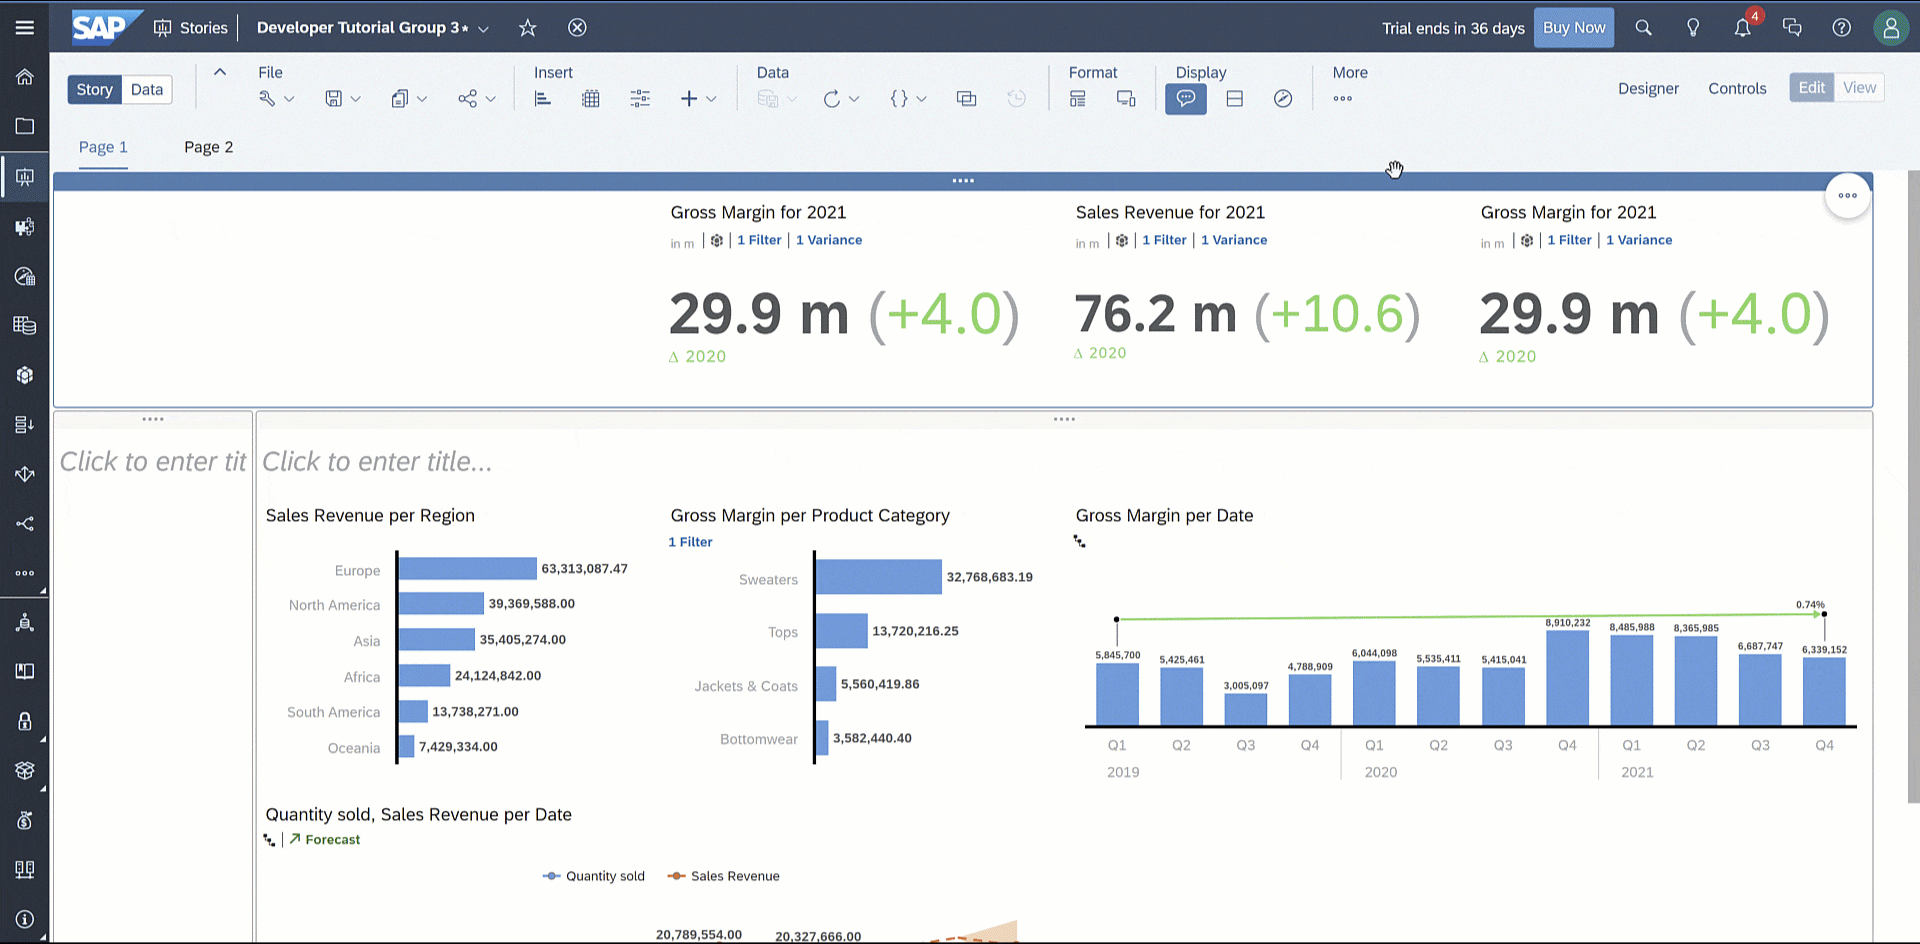 SAP Stories Developer Tutorial Group 3* Trial ends in 36 days Buy Now 4
Story Data File Insert Data Format Display More Designer Controls Edit View
Page 1 Page 2
Gross Margin for 2021
in m 1 Filter 1 Variance
29.9 m (+4.0)
Δ 2020
Sales Revenue for 2021
in m 1 Filter 1 Variance
76.2 m (+10.6)
Δ 2020
Gross Margin for 2021
in m 1 Filter 1 Variance
29.9 m (+4.0)
Δ 2020
Click to enter tit
Click to enter title...
Sales Revenue per Region
Europe 63,313,087.47
North America 39,369,588.00
Asia 35,405,274.00
Africa 24,124,842.00
South America 13,738,271.00
Oceania 7,429,334.00
Gross Margin per Product Category
1 Filter
Sweaters 32,768,683.19
Tops 13,720,216.25
Jackets & Coats 5,560,419.86
Bottomwear 3,582,440.40
Gross Margin per Date
0.74%
5,845,700 5,425,461 3,005,097 4,788,909 6,044,098 5,535,411 5,415,041 8,910,232 8,485,988 8,365,985 6,687,747 6,339,152
Q1 Q2 Q3 Q4 Q1 Q2 Q3 Q4 Q1 Q2 Q3 Q4
2019 2020 2021
Quantity sold, Sales Revenue per Date
Forecast
Quantity sold Sales Revenue
20,789,554.00 20,327,666.00